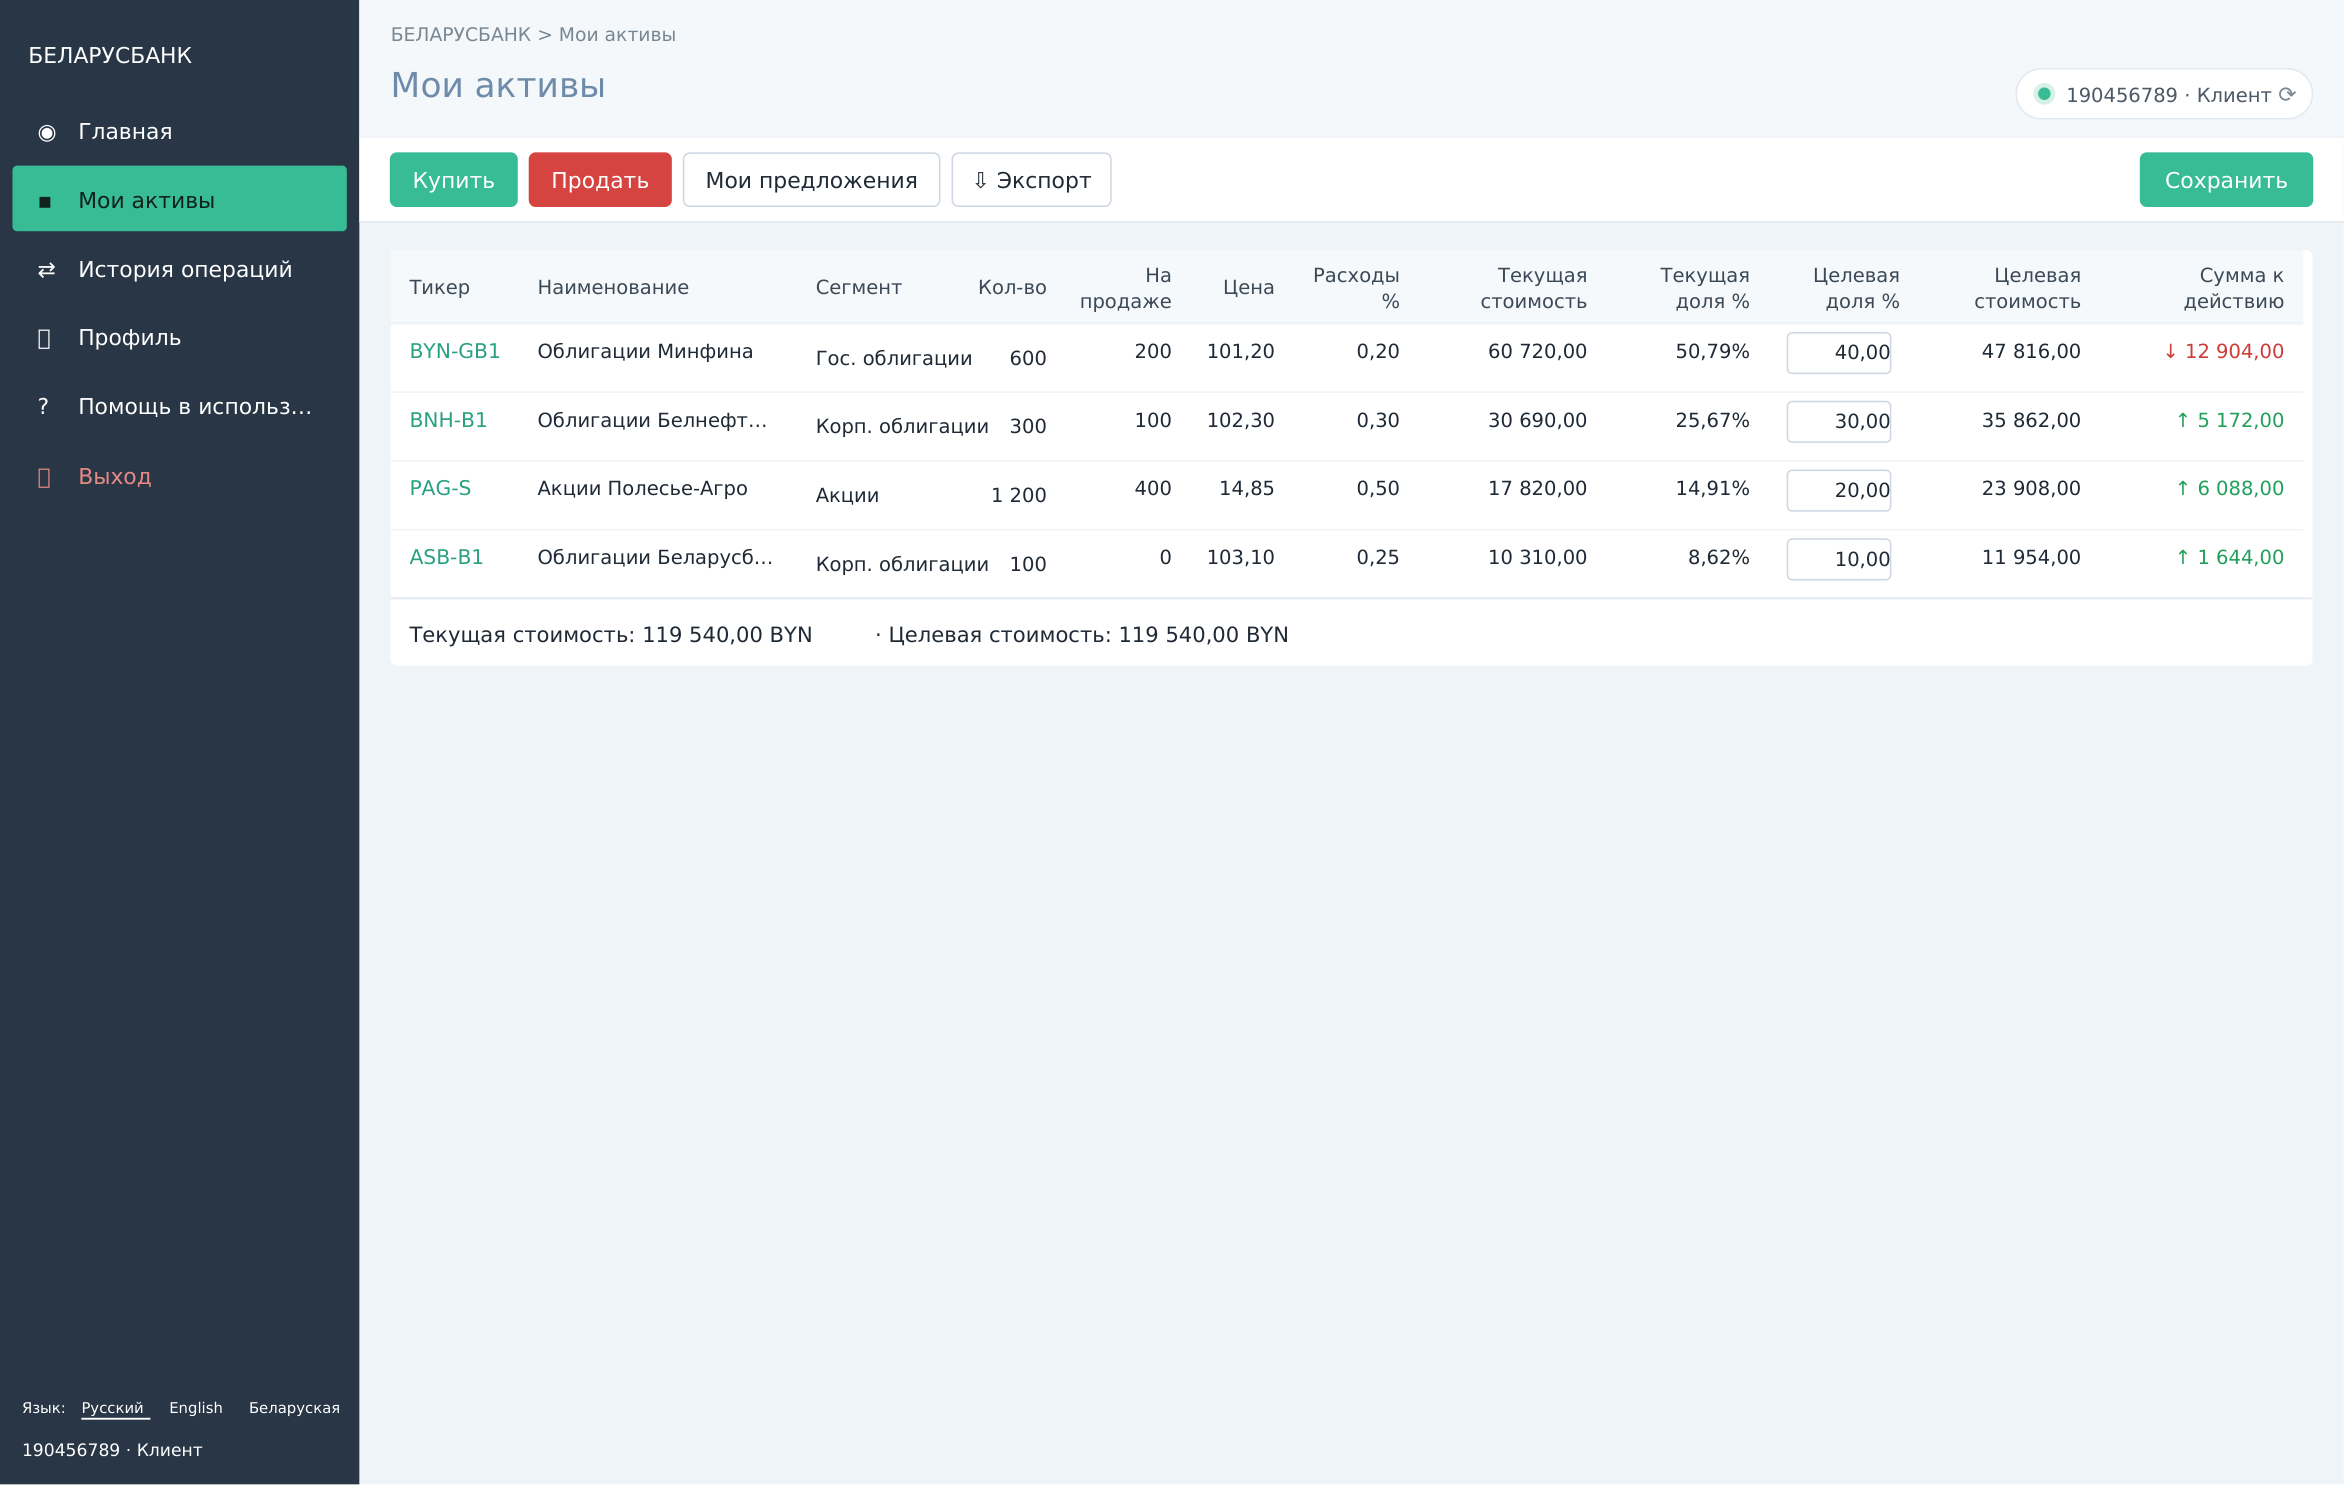 БЕЛАРУСБАНК
◉ Главная
▪ Мои активы
⇄ История операций
Профиль
? Помощь в использ…
Выход
Язык: Русский English Беларуская
190456789 · Клиент
БЕЛАРУСБАНК > Мои активы
Мои активы
190456789 · Клиент ⟳
Купить Продать Мои предложения ⇩ Экспорт Сохранить
Тикер Наименование Сегмент Кол-во На продаже Цена Расходы % Текущая стоимость Текущая доля % Целевая доля % Целевая стоимость Сумма к действию
BYN-GB1 Облигации Минфина Гос. облигации 600 200 101,20 0,20 60 720,00 50,79% 40,00 47 816,00 ↓ 12 904,00
BNH-B1 Облигации Белнефт… Корп. облигации 300 100 102,30 0,30 30 690,00 25,67% 30,00 35 862,00 ↑ 5 172,00
PAG-S Акции Полесье-Агро Акции 1 200 400 14,85 0,50 17 820,00 14,91% 20,00 23 908,00 ↑ 6 088,00
ASB-B1 Облигации Беларусб… Корп. облигации 100 0 103,10 0,25 10 310,00 8,62% 10,00 11 954,00 ↑ 1 644,00
Текущая стоимость: 119 540,00 BYN · Целевая стоимость: 119 540,00 BYN